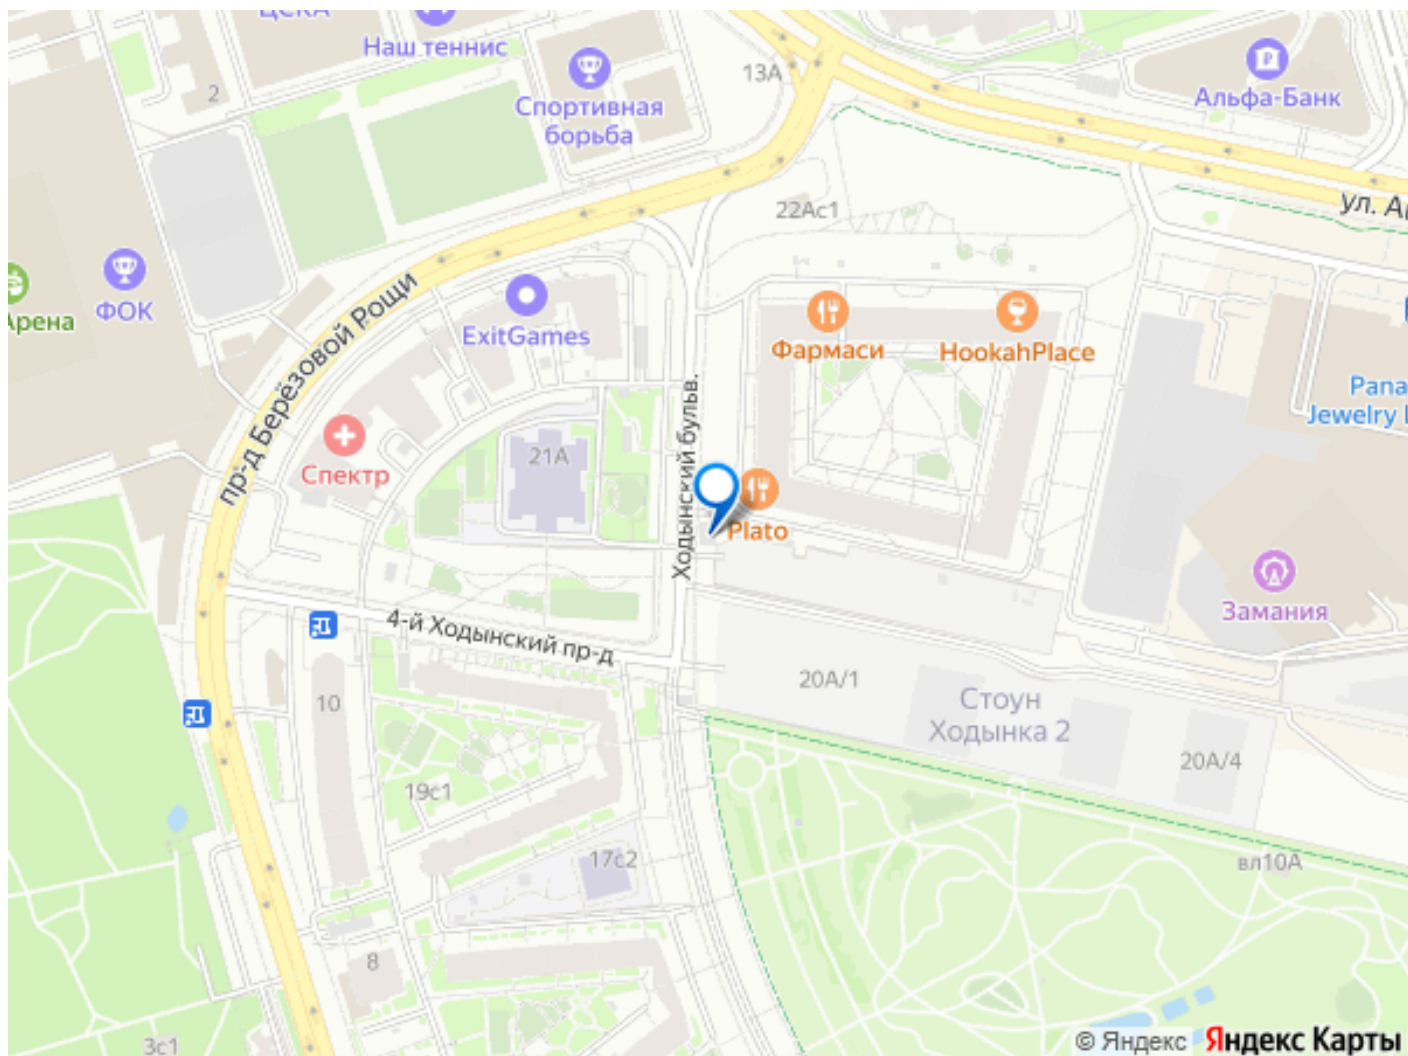 ЦСКА
Наш теннис
2
13А
Спортивная
борьба
Альфа-Банк
22Ас1
ул. Ав
ФОК
Арена
пр-д Берёзовой Рощи
ExitGames
Фармаси
HookahPlace
Pana
Jewelry
Ходынский бульв.
Спектр
21А
Plato
Замания
4-й Ходынский пр-д
10
20А/1
Стоун
Ходынка 2
20А/4
19с1
17с2
вл10А
8
3с1
© Яндекс Яндекс Карты